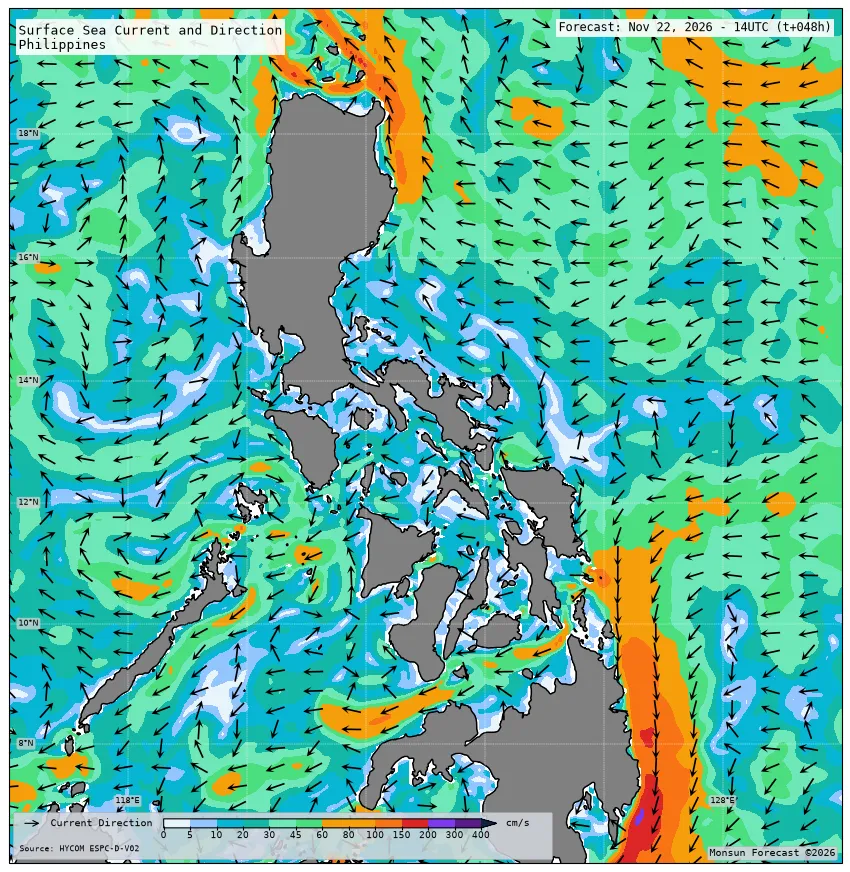 Surface Sea Current and Direction
Philippines
Forecast: Nov 22, 2026 - 14UTC (t+048h)
18°N
16°N
14°N
12°N
10°N
8°N
118°E
128°E
Current Direction
0 5 10 20 30 45 60 80 100 150 200 300 400
cm/s
Source: HYCOM ESPC-D-V02
Monsun Forecast ©2026